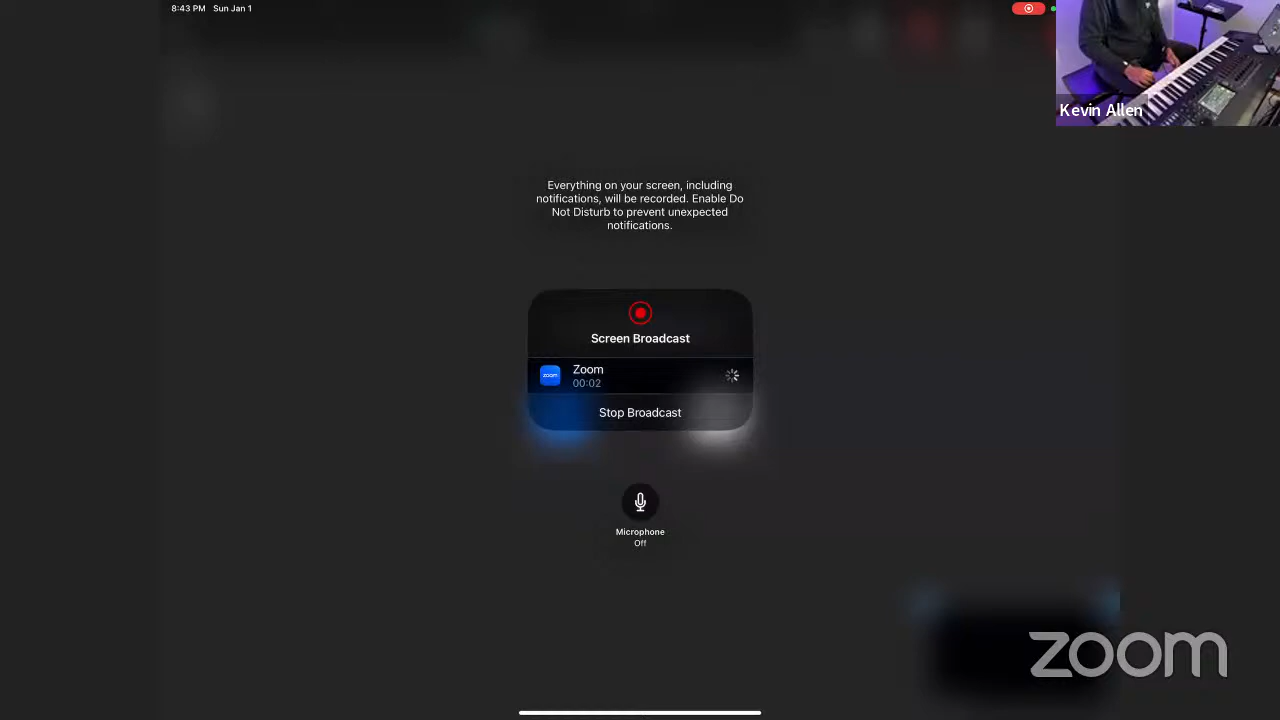 8:43 PM Sun Jan 1
Kevin Allen
Everything on your screen, including
notifications, will be recorded. Enable Do
Not Disturb to prevent unexpected
notifications.
Screen Broadcast
zoom
Zoom
00:02
Stop Broadcast
Microphone
Off
zoom